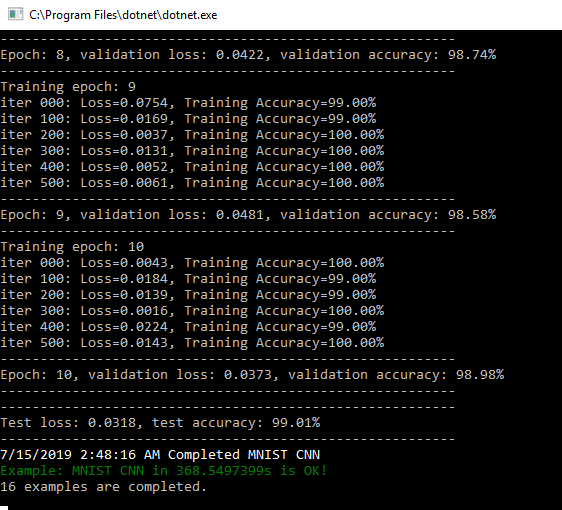 C:\Program Files\dotnet\dotnet.exe
---------------------------------------------------------
Epoch: 8, validation loss: 0.0422, validation accuracy: 98.74%
---------------------------------------------------------
Training epoch: 9
iter 000: Loss=0.0754, Training Accuracy=99.00%
iter 100: Loss=0.0169, Training Accuracy=99.00%
iter 200: Loss=0.0037, Training Accuracy=100.00%
iter 300: Loss=0.0131, Training Accuracy=100.00%
iter 400: Loss=0.0052, Training Accuracy=100.00%
iter 500: Loss=0.0061, Training Accuracy=100.00%
---------------------------------------------------------
Epoch: 9, validation loss: 0.0481, validation accuracy: 98.58%
---------------------------------------------------------
Training epoch: 10
iter 000: Loss=0.0043, Training Accuracy=100.00%
iter 100: Loss=0.0184, Training Accuracy=99.00%
iter 200: Loss=0.0139, Training Accuracy=99.00%
iter 300: Loss=0.0016, Training Accuracy=100.00%
iter 400: Loss=0.0224, Training Accuracy=99.00%
iter 500: Loss=0.0143, Training Accuracy=100.00%
---------------------------------------------------------
Epoch: 10, validation loss: 0.0373, validation accuracy: 98.98%
---------------------------------------------------------
---------------------------------------------------------
Test loss: 0.0318, test accuracy: 99.01%
---------------------------------------------------------
7/15/2019 2:48:16 AM Completed MNIST CNN
Example: MNIST CNN in 368.5497399s is OK!
16 examples are completed.